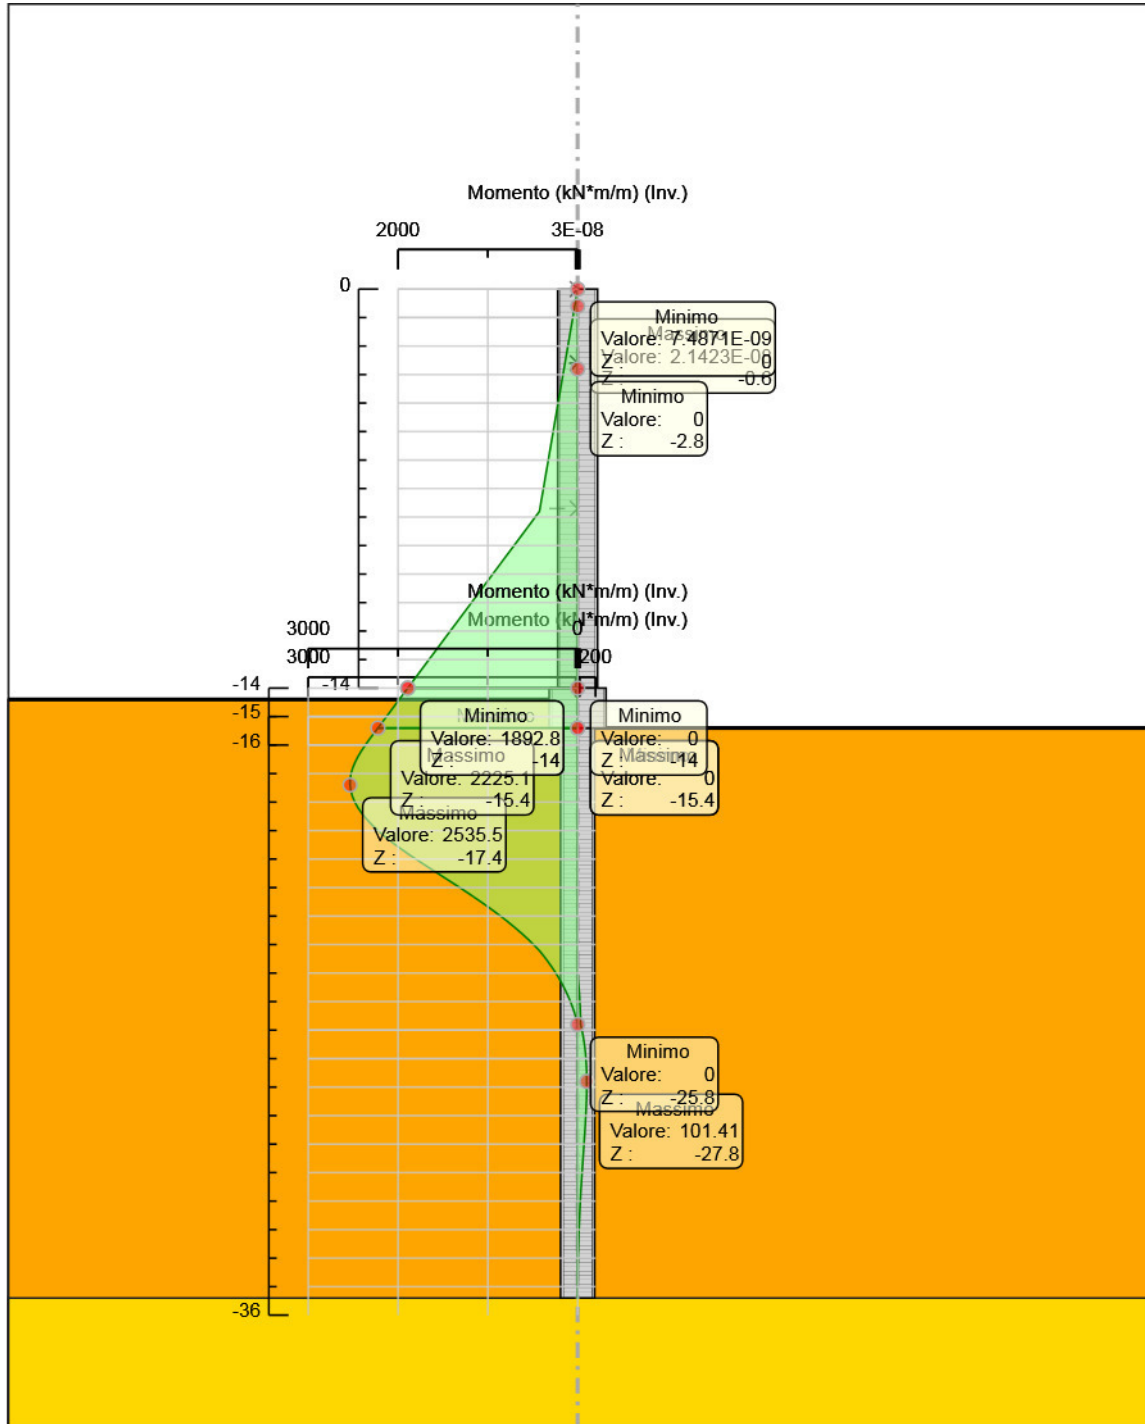 Momento (kN*m/m) (Inv.)
2000 3E-08
0
Minimo
Massimo
Valore: 7.4871E-09
Valore: 2.1423E-08
Z : 0
Z : -0.6
Minimo
Valore: 0
Z : -2.8
Momento (kN*m/m) (Inv.)
Momento (kN*m/m) (Inv.)
3000 0
3000 200
-14 -14
-15
-16
Minimo
Valore: 1892.8
Z : -14
Minimo
Valore: 0
Z : -14
Massimo
Valore: 2225.1
Z : -15.4
Massimo
Valore: 0
Z : -15.4
Massimo
Valore: 2535.5
Z : -17.4
Minimo
Valore: 0
Z : -25.8
Massimo
Valore: 101.41
Z : -27.8
-36